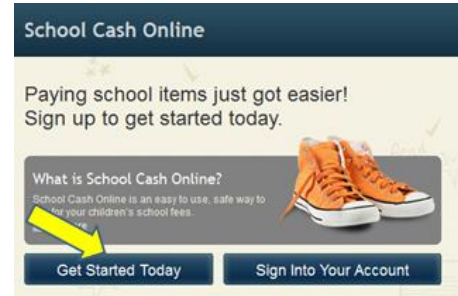 School Cash Online
Paying school items just got easier!
Sign up to get started today.
What is School Cash Online?
School Cash Online is an easy to use, safe way to
for your children's school fees.
Get Started Today
Sign Into Your Account